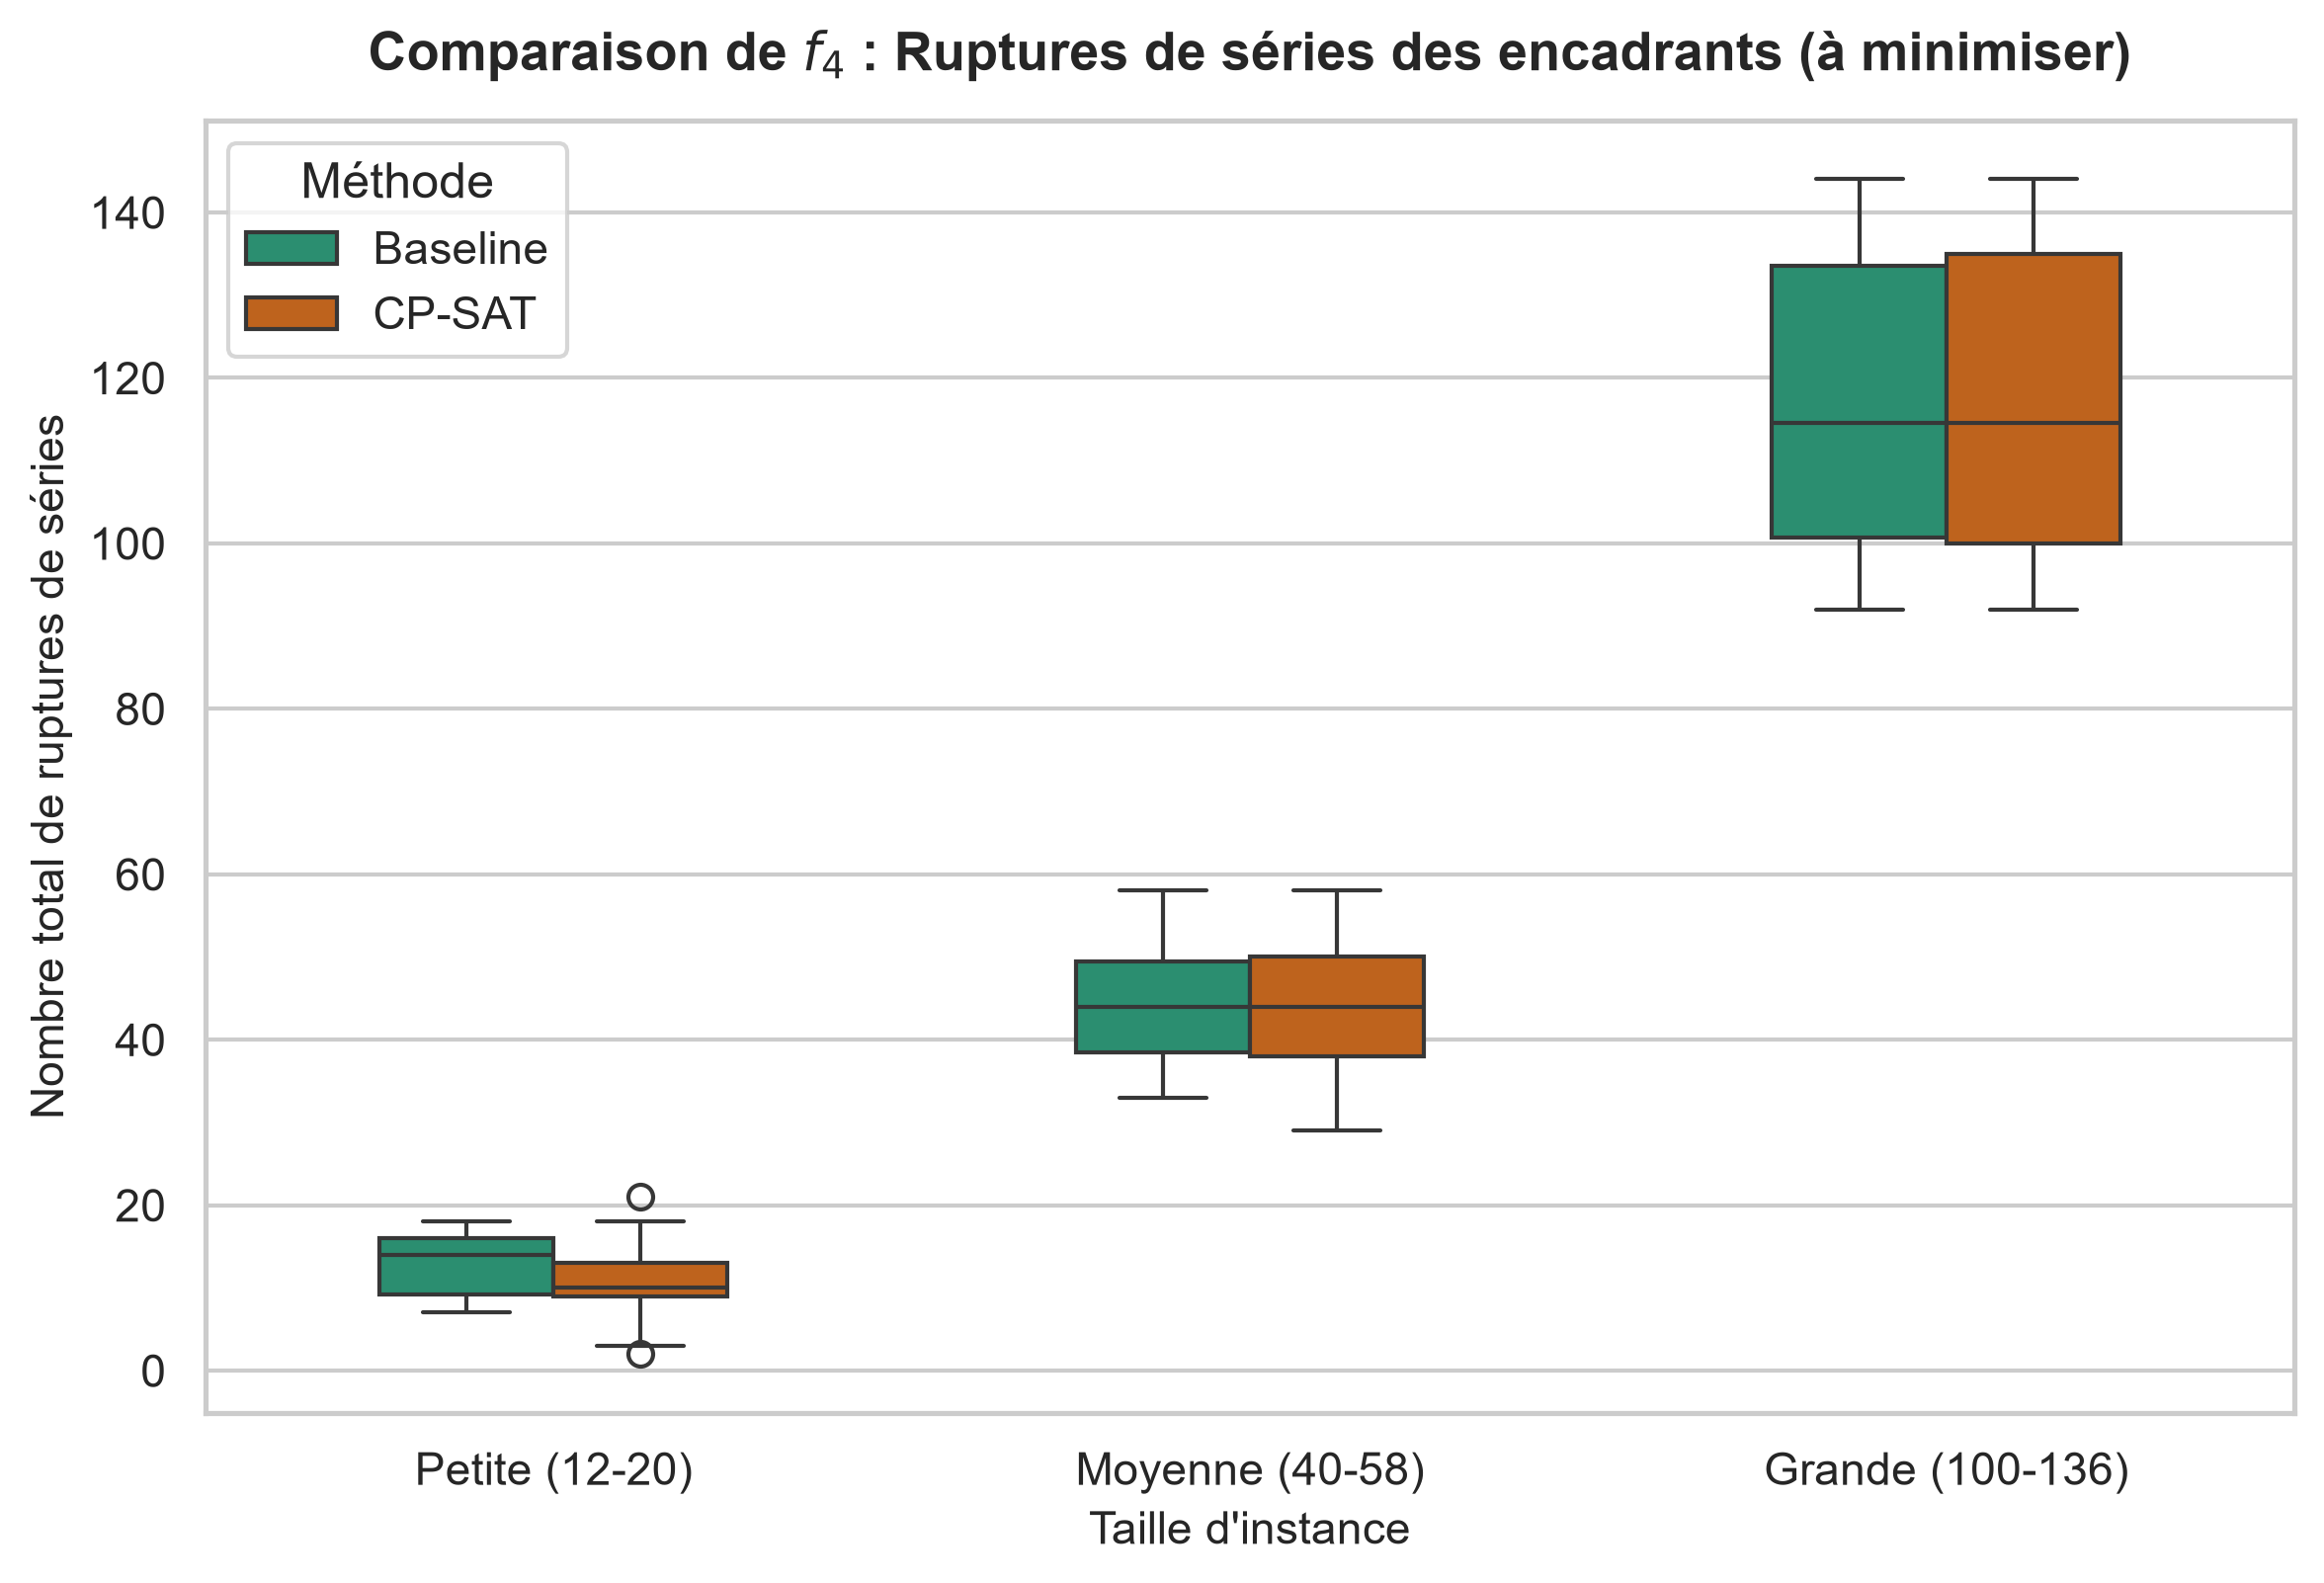 Comparaison de f₄ : Ruptures de séries des encadrants (à minimiser)
Méthode
Baseline
CP-SAT
Nombre total de ruptures de séries
140
120
100
80
60
40
20
0
Petite (12-20)
Moyenne (40-58)
Grande (100-136)
Taille d'instance